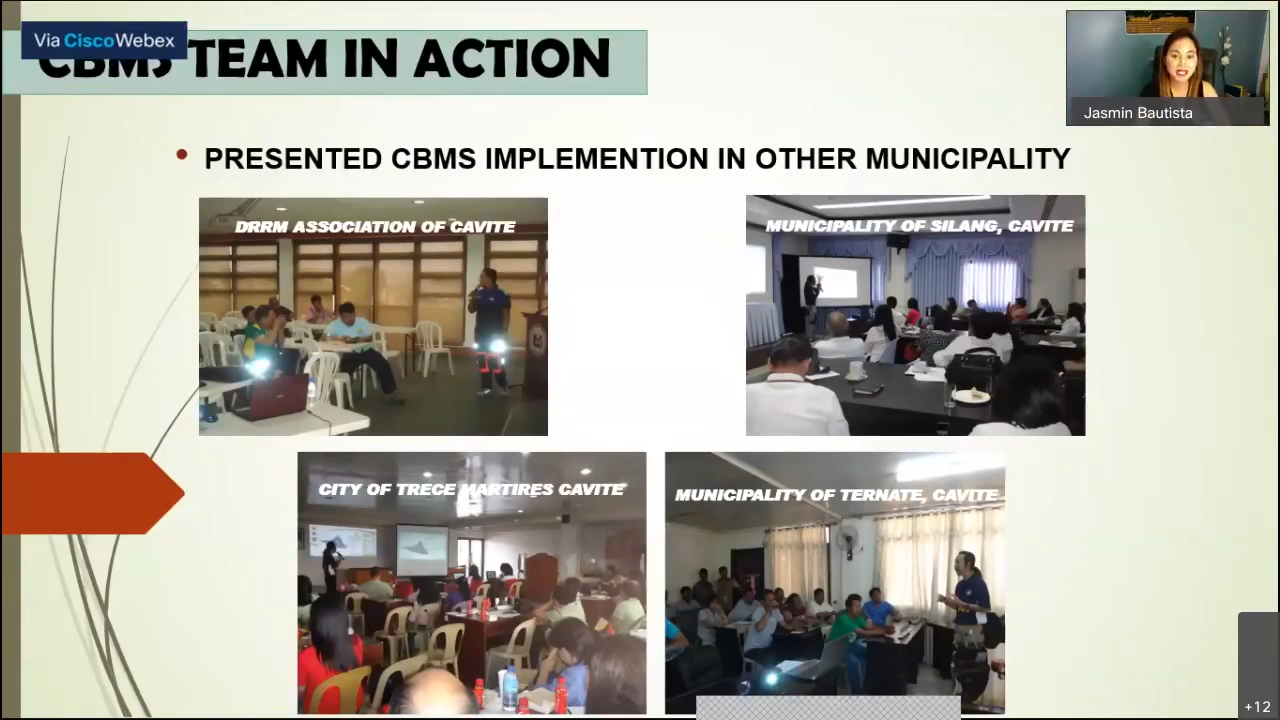 Via CiscoWebex
CBMS TEAM IN ACTION
Jasmin Bautista
• PRESENTED CBMS IMPLEMENTION IN OTHER MUNICIPALITY
DRRM ASSOCIATION OF CAVITE
MUNICIPALITY OF SILANG, CAVITE
CITY OF TRECE MARTIRES CAVITE
MUNICIPALITY OF TERNATE, CAVITE
+12